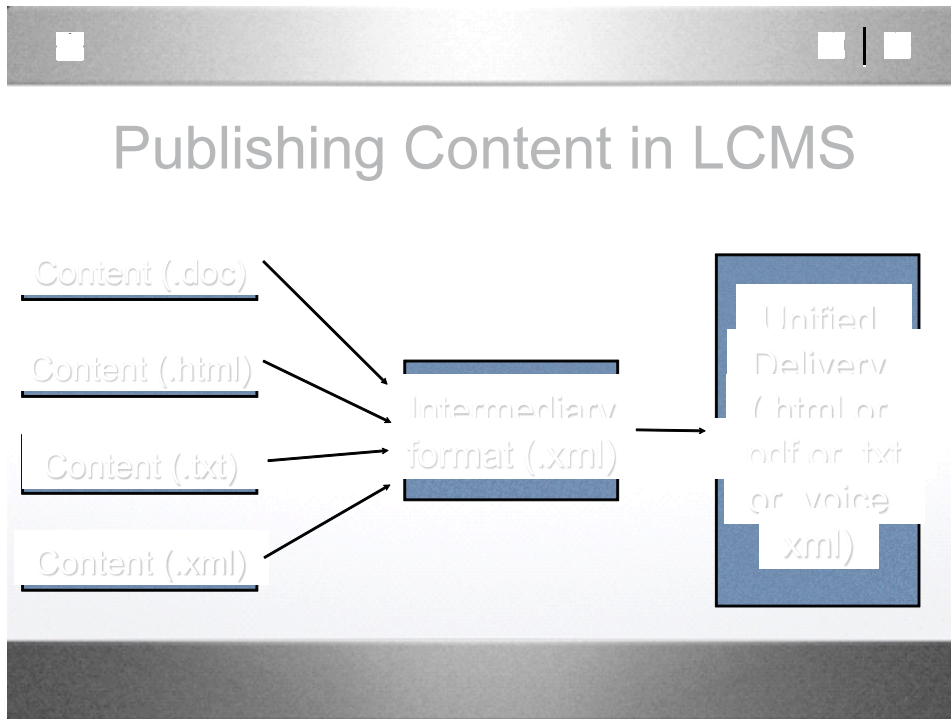 Publishing Content in LCMS
Content (.doc)
Content (.html)
Content (.txt)
Content (.xml)
Intermediary
format (.xml)
Unified
Delivery
(.html or
.pdf or .txt
or .voice
xml)